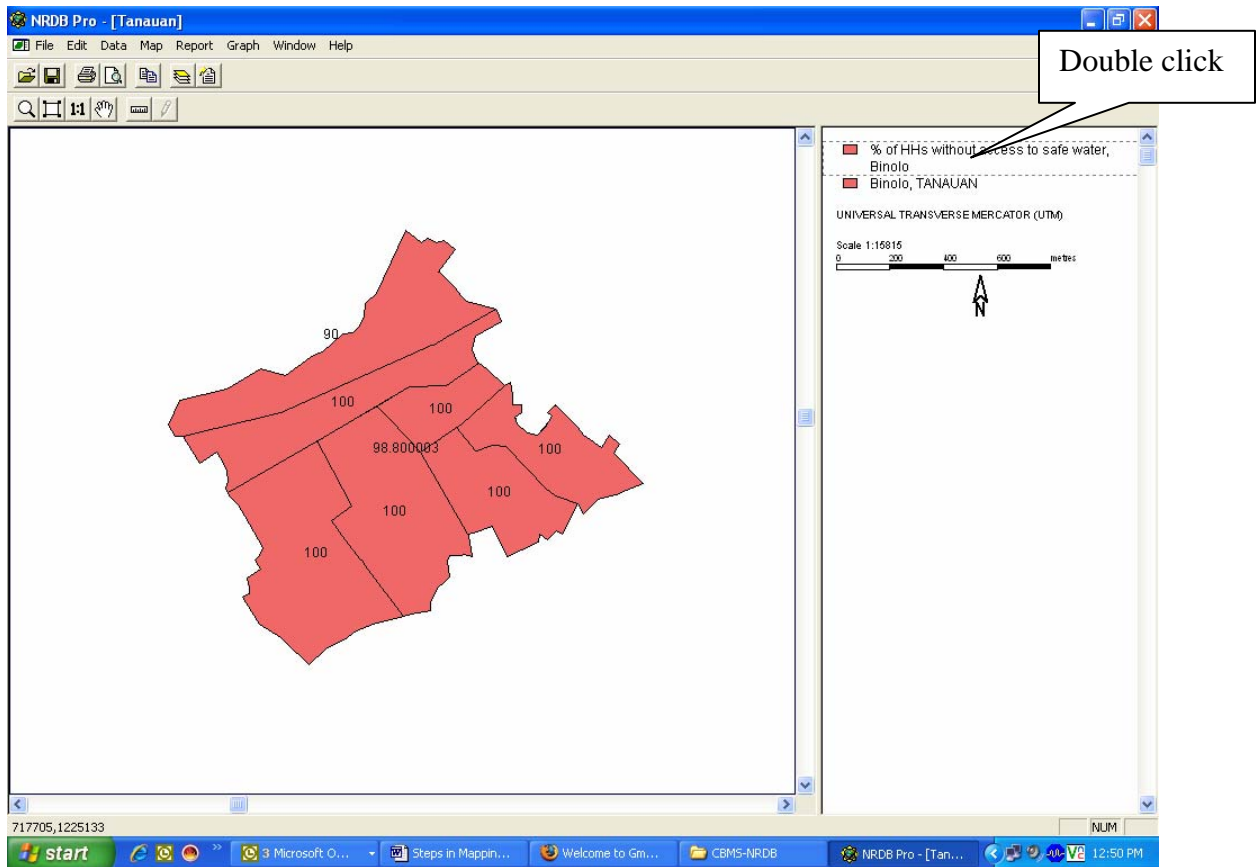 NRDB Pro - [Tanauan]
File Edit Data Map Report Graph Window Help
Double click
1:1
% of HHs without access to safe water,
Binolo
Binolo, TANAUAN
UNIVERSAL TRANSVERSE MERCATOR (UTM)
Scale 1:15815
0 200 400 600 metres
N
90
100
100
98.800003
100
100
100
100
717705,1225133
NUM
start
3 Microsoft O...
Steps in Mappin...
Welcome to Gm...
CBMS-NRDB
NRDB Pro - [Tan...
12:50 PM